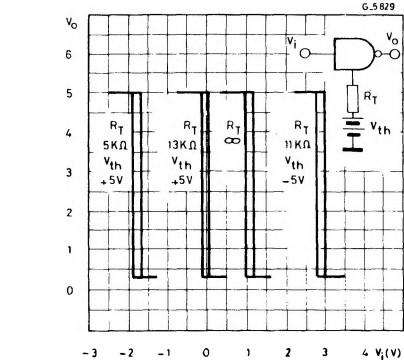 G_5829
Vo
Vi
Vo
6
RT
Vth
5
RT
5KΩ
Vth
+5V
RT
13KΩ
Vth
+5V
RT
∞
RT
11KΩ
Vth
-5V
4
3
2
1
0
-3 -2 -1 0 1 2 3 4 Vi(V)